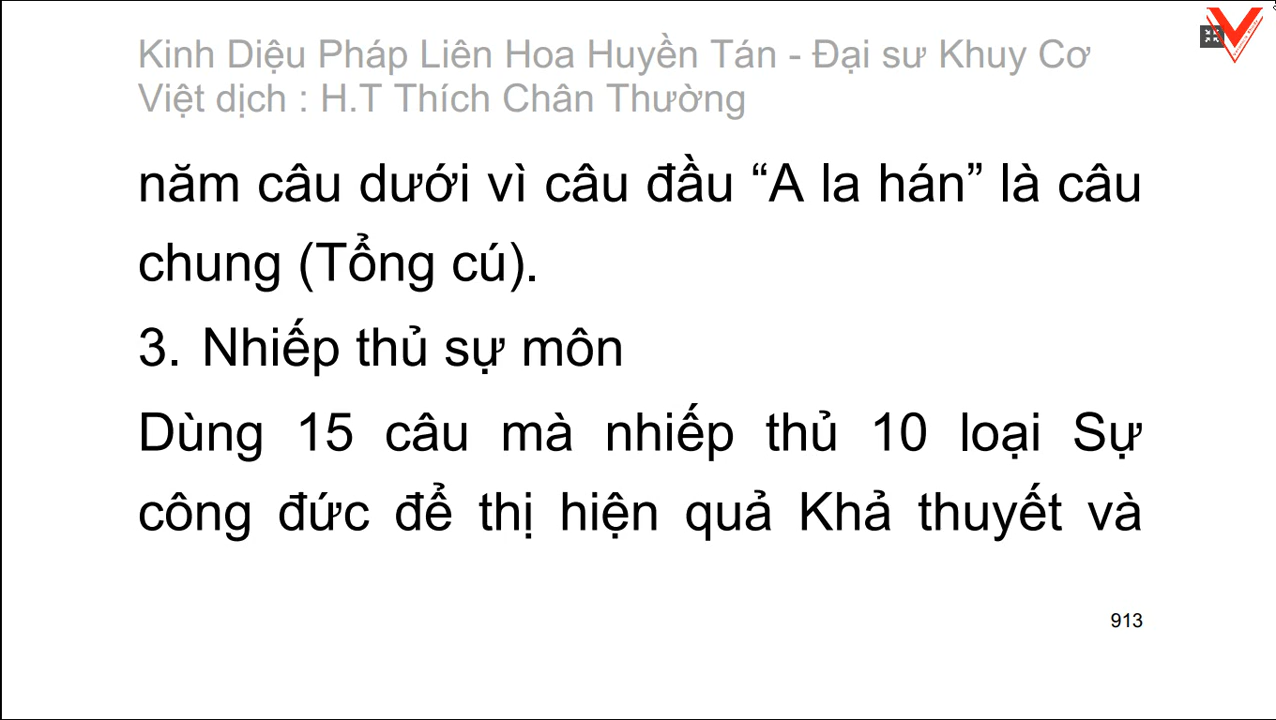 Kinh Diệu Pháp Liên Hoa Huyền Tán - Đại sư Khuy Cơ
Việt dịch : H.T Thích Chân Thường
năm câu dưới vì câu đầu “A la hán” là câu
chung (Tổng cú).
3. Nhiếp thủ sự môn
Dùng 15 câu mà nhiếp thủ 10 loại Sự
công đức để thị hiện quả Khả thuyết và
913